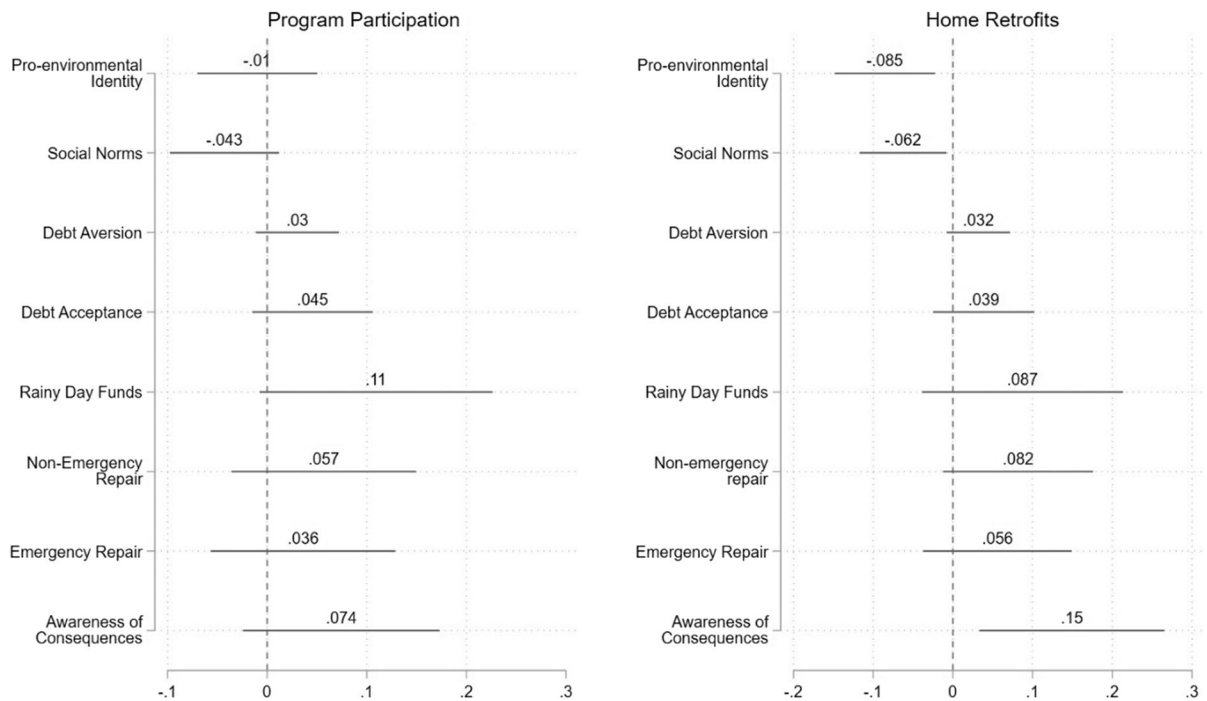 Program Participation
Pro-environmental
Identity
-.01
Social Norms
-.043
Debt Aversion
.03
Debt Acceptance
.045
Rainy Day Funds
.11
Non-Emergency
Repair
.057
Emergency Repair
.036
Awareness of
Consequences
.074
-.1 0 .1 .2 .3
Home Retrofits
Pro-environmental
Identity
-.085
Social Norms
-.062
Debt Aversion
.032
Debt Acceptance
.039
Rainy Day Funds
.087
Non-emergency
repair
.082
Emergency Repair
.056
Awareness of
Consequences
.15
-.2 -.1 0 .1 .2 .3